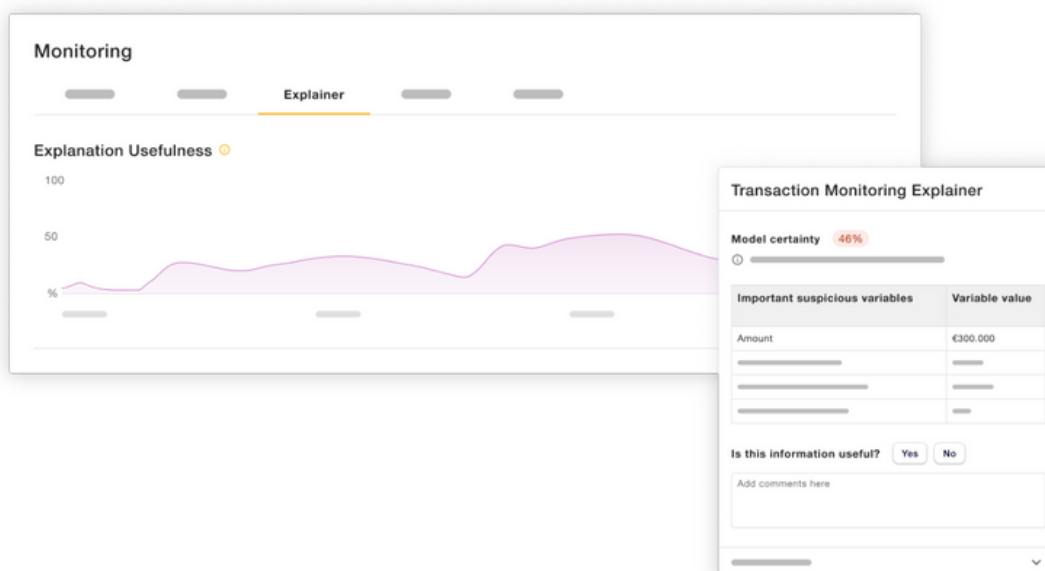 Monitoring
Explainer
Explanation Usefulness
100
50
%
Transaction Monitoring Explainer
Model certainty 46%
Important suspicious variables Variable value
Amount €300.000
Is this information useful? Yes No
Add comments here